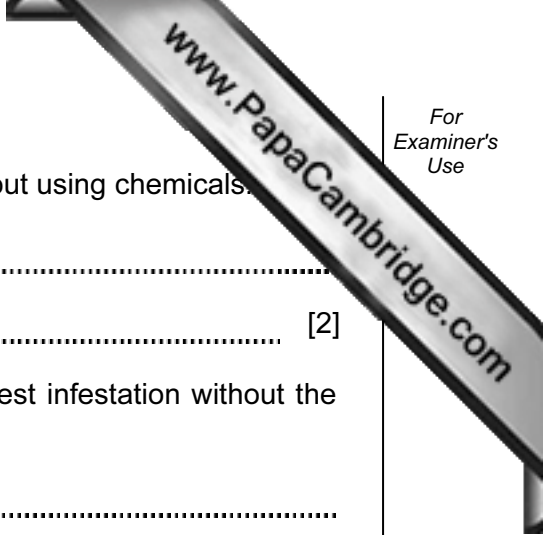 www.PapaCambridge.com
For
Examiner's
Use
out using chemicals.
[2]
est infestation without the